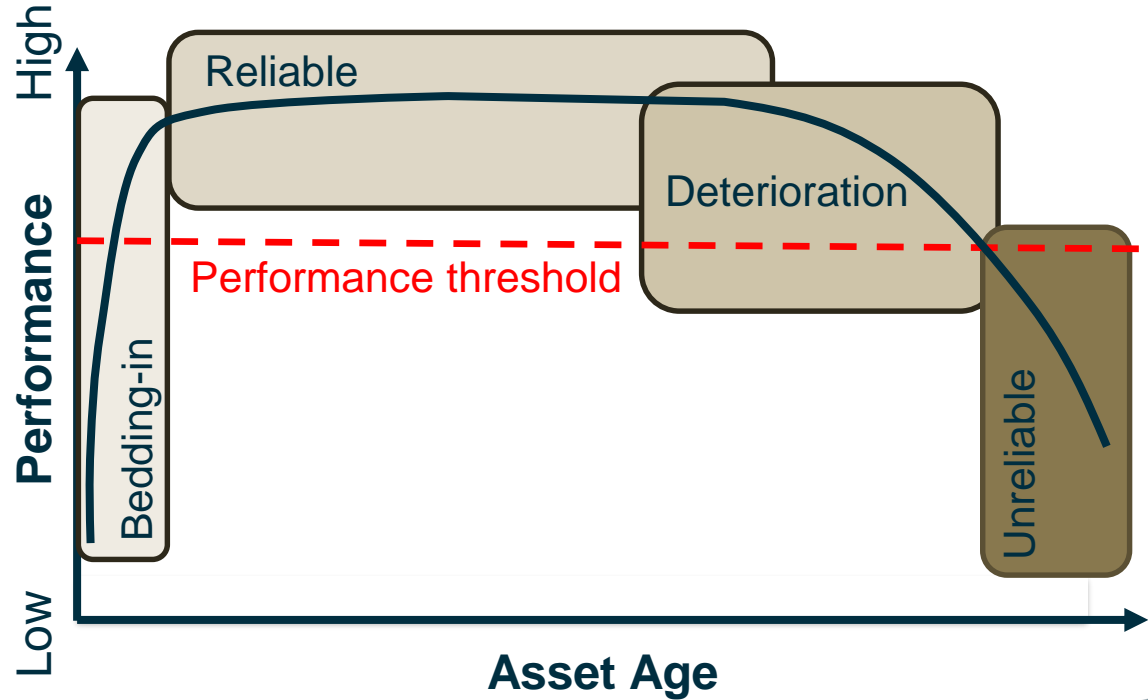 High
Reliable
Deterioration
Performance threshold
Performance
Bedding-in
Unreliable
Low
Asset Age